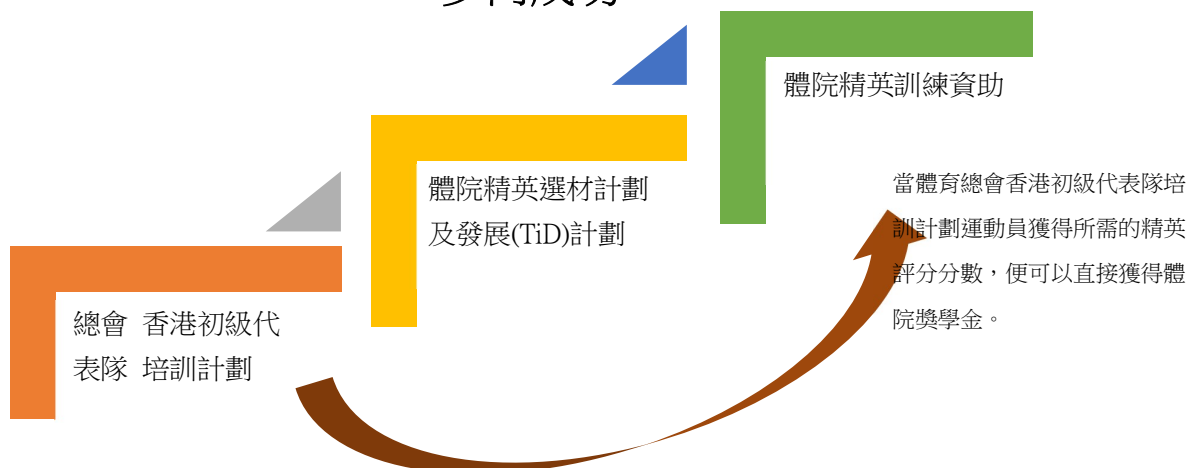 體院精英訓練資助
體院精英選材計劃
及發展(TiD)計劃
總會 香港初級代
表隊 培訓計劃
當體育總會香港初級代表隊培
訓計劃運動員獲得所需的精英
評分分數，便可以直接獲得體
院獎學金。